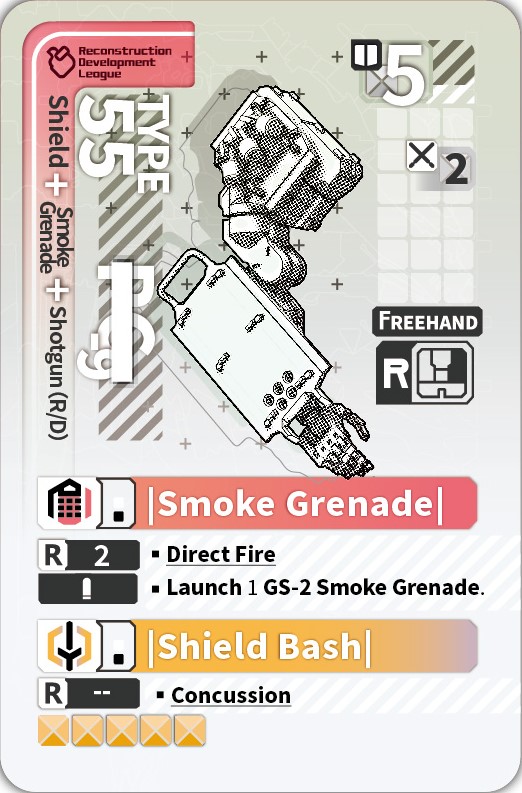 Reconstruction
Development
League
5
2
TYPE
55
Shield + Smoke
Grenade + Shotgun (R/D)
FREEHAND
R
|Smoke Grenade|
R 2
▪ Direct Fire
▪ Launch 1 GS-2 Smoke Grenade.
|Shield Bash|
R --
▪ Concussion